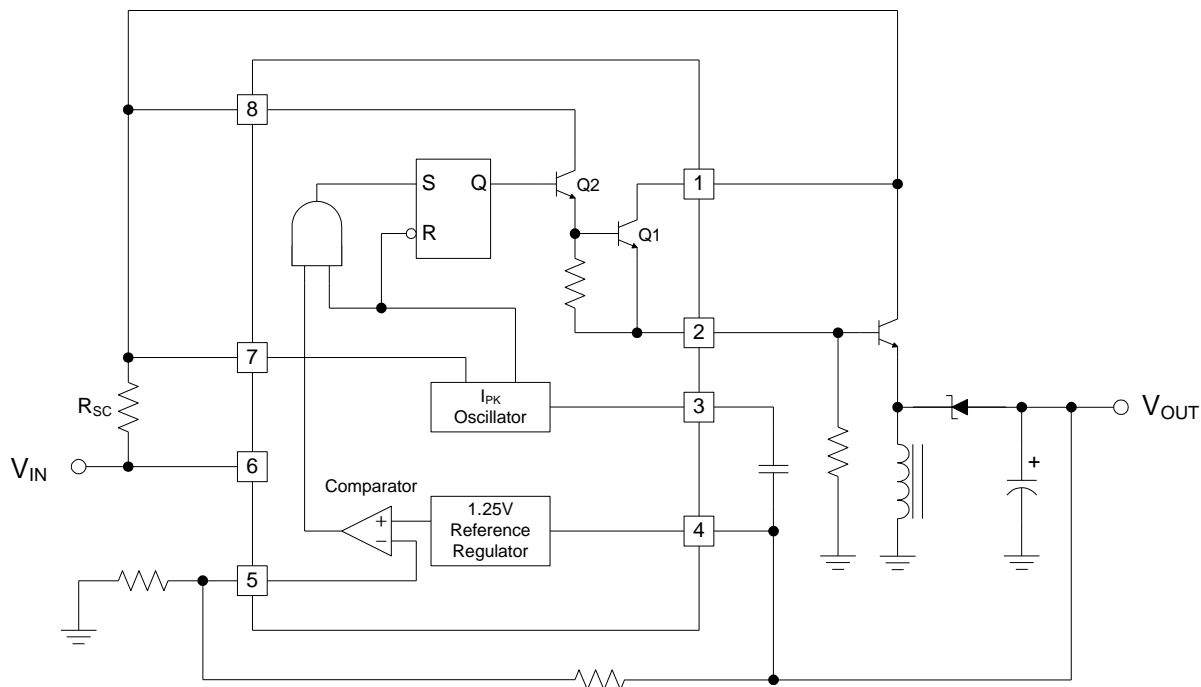 8
S Q
Q2
1
R
Q1
2
7
R_SC
I_PK
Oscillator
3
V_IN
6
V_OUT
+
Comparator
1.25V
Reference
Regulator
+
−
4
5